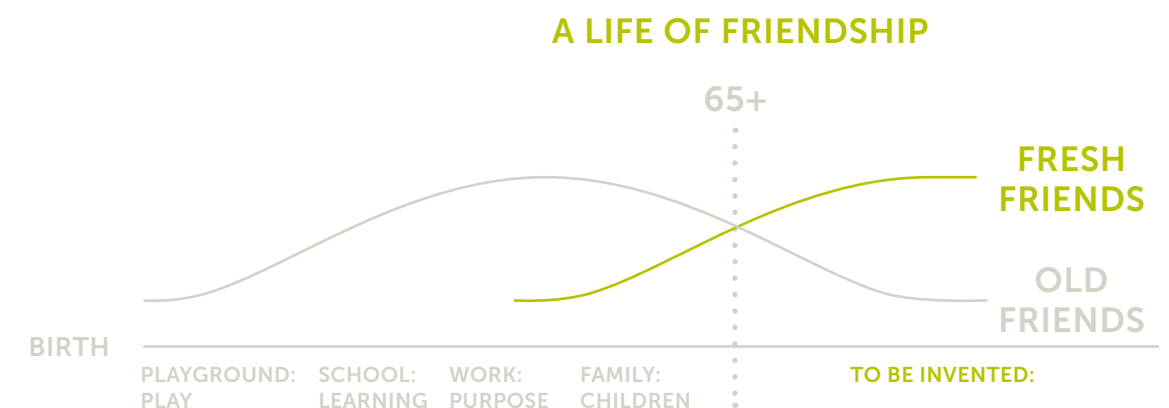 A LIFE OF FRIENDSHIP
65+
FRESH
FRIENDS
OLD
FRIENDS
BIRTH
PLAYGROUND:
PLAY
SCHOOL:
LEARNING
WORK:
PURPOSE
FAMILY:
CHILDREN
TO BE INVENTED: